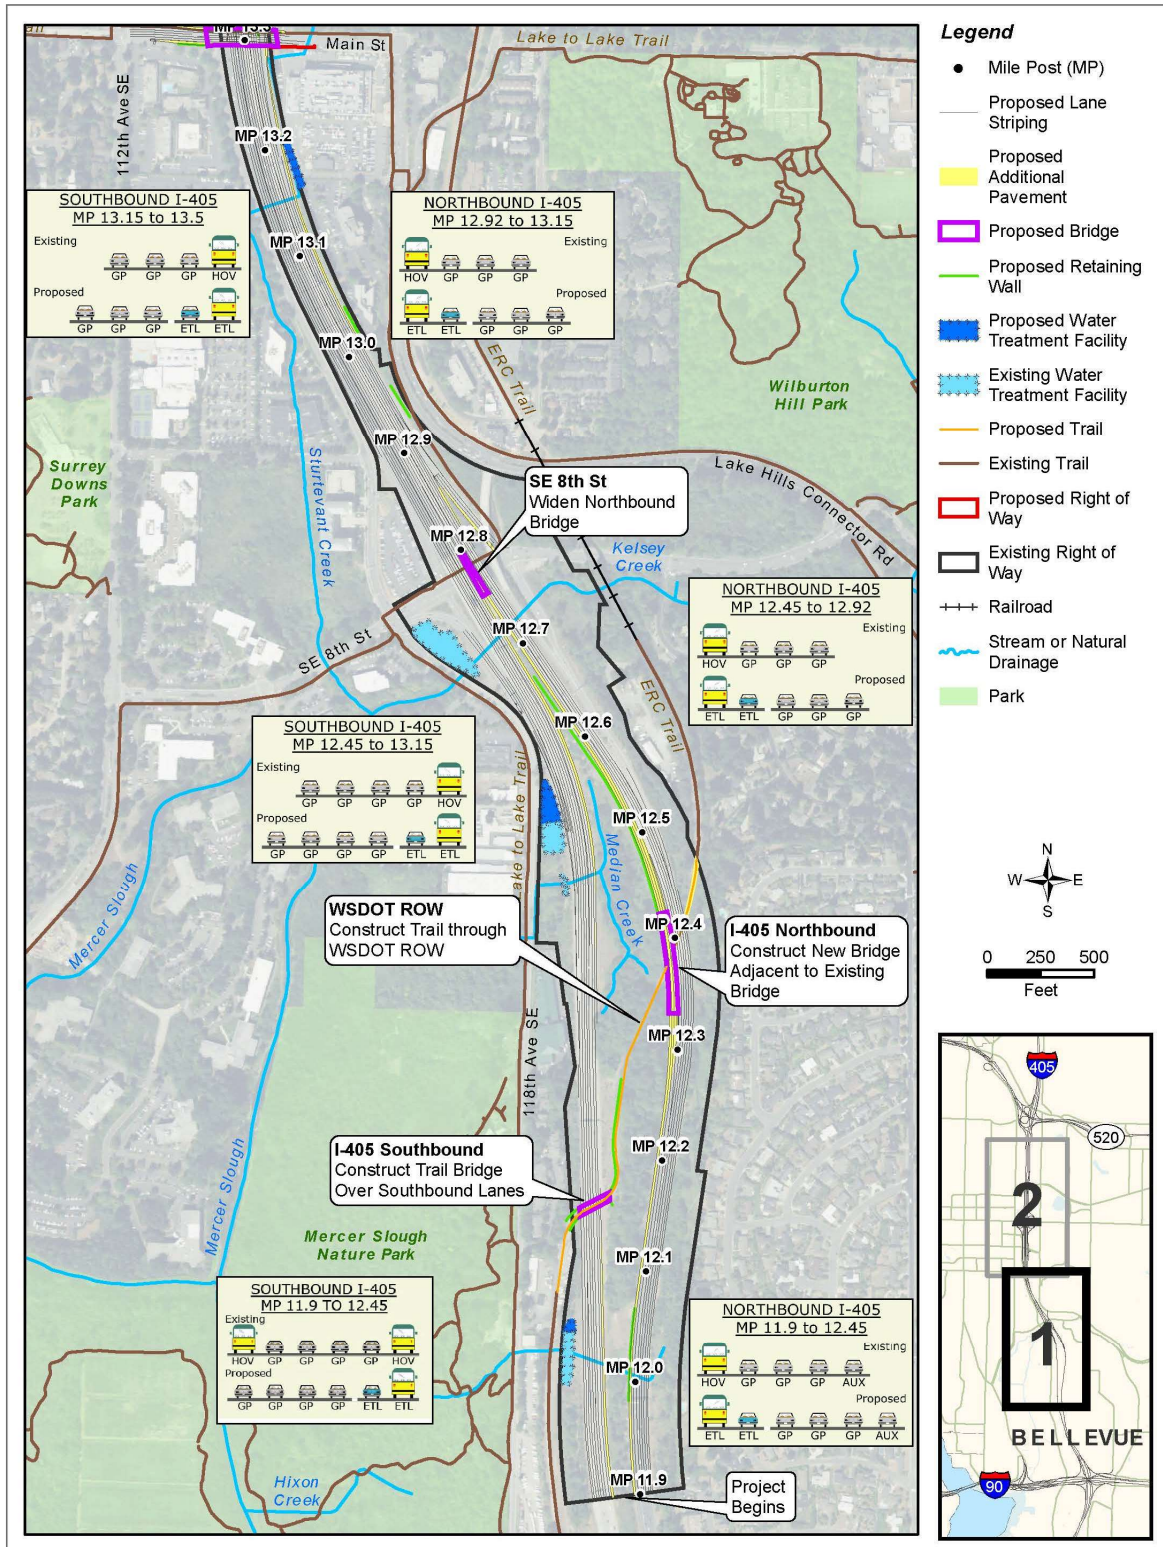 MP 13.3
Main St
Lake to Lake Trail
112th Ave SE
MP 13.2
SOUTHBOUND I-405
MP 13.15 to 13.5
Existing
GP GP GP HOV
Proposed
GP GP GP ETL ETL
NORTHBOUND I-405
MP 12.92 to 13.15
Existing
HOV GP GP GP
Proposed
ETL ETL GP GP GP
MP 13.1
MP 13.0
ERC Trail
Wilburton
Hill Park
MP 12.9
Surrey
Downs
Park
Sturtevant Creek
Lake Hills Connector Rd
SE 8th St
Widen Northbound
Bridge
MP 12.8
Kelsey
Creek
NORTHBOUND I-405
MP 12.45 to 12.92
Existing
HOV GP GP GP
Proposed
ETL ETL GP GP GP
MP 12.7
SE 8th St
ERC Trail
SOUTHBOUND I-405
MP 12.45 to 13.15
Existing
GP GP GP GP HOV
Proposed
GP GP GP GP ETL ETL
MP 12.6
Lake to Lake Trail
MP 12.5
Median Creek
Mercer Slough
WSDOT ROW
Construct Trail through
WSDOT ROW
MP 12.4
I-405 Northbound
Construct New Bridge
Adjacent to Existing
Bridge
MP 12.3
118th Ave SE
I-405 Southbound
Construct Trail Bridge
Over Southbound Lanes
MP 12.2
Mercer Slough
Mercer Slough
Nature Park
MP 12.1
SOUTHBOUND I-405
MP 11.9 TO 12.45
Existing
HOV GP GP GP GP HOV
Proposed
GP GP GP GP ETL ETL
NORTHBOUND I-405
MP 11.9 to 12.45
Existing
HOV GP GP GP AUX
Proposed
ETL ETL GP GP GP AUX
MP 12.0
Hixon
Creek
MP 11.9
Project
Begins
Legend
Mile Post (MP)
Proposed Lane
Striping
Proposed
Additional
Pavement
Proposed Bridge
Proposed Retaining
Wall
Proposed Water
Treatment Facility
Existing Water
Treatment Facility
Proposed Trail
Existing Trail
Proposed Right of
Way
Existing Right of
Way
Railroad
Stream or Natural
Drainage
Park
N
W E
S
0 250 500
Feet
405
520
2
1
BELLEVUE
90